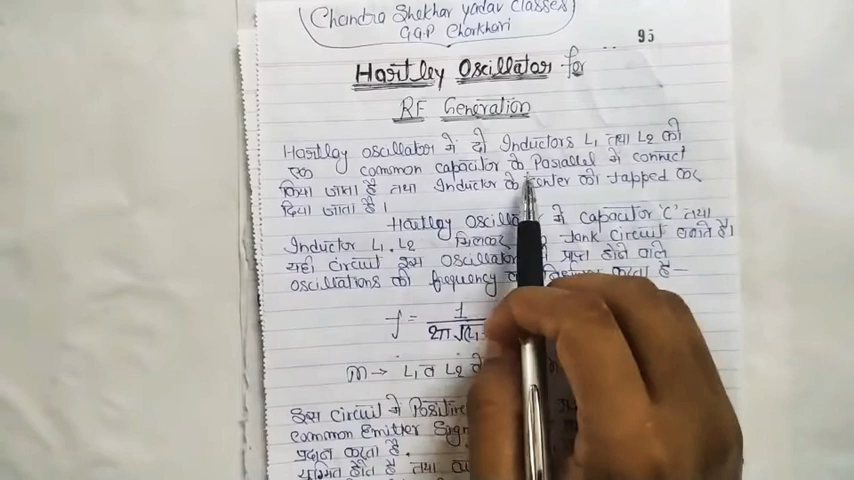 Chandra Shekhar yadav Classes
G.G.P Charkhari
95
Hartley Oscillator for
RF Generation
Hartley oscillator में दो Inductors L1 तथा L2 को
एक common capacitor के Parallel में connect
किया जाता है तथा Inductor के center को tapped कर
दिया जाता है।
Hartley में capacitor 'C' तथा
Inductor L1, L2 मिलकर tank circuit बनाते हैं।
यही circuit इस oscillator प्राप्त होने वाले
oscillations की frequency करता है -
f = 1
M → L1 व L2
इस circuit में
common Emitter
प्रदान करता है.
होते है तथा